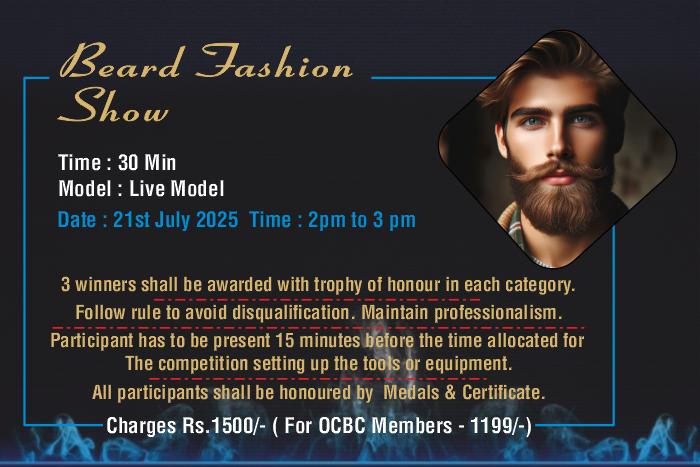 Beard Fashion
Show
Time : 30 Min
Model : Live Model
Date : 21st July 2025 Time : 2pm to 3 pm
3 winners shall be awarded with trophy of honour in each category.
Follow rule to avoid disqualification. Maintain professionalism.
Participant has to be present 15 minutes before the time allocated for
The competition setting up the tools or equipment.
All participants shall be honoured by Medals & Certificate.
Charges Rs.1500/- ( For OCBC Members - 1199/-)